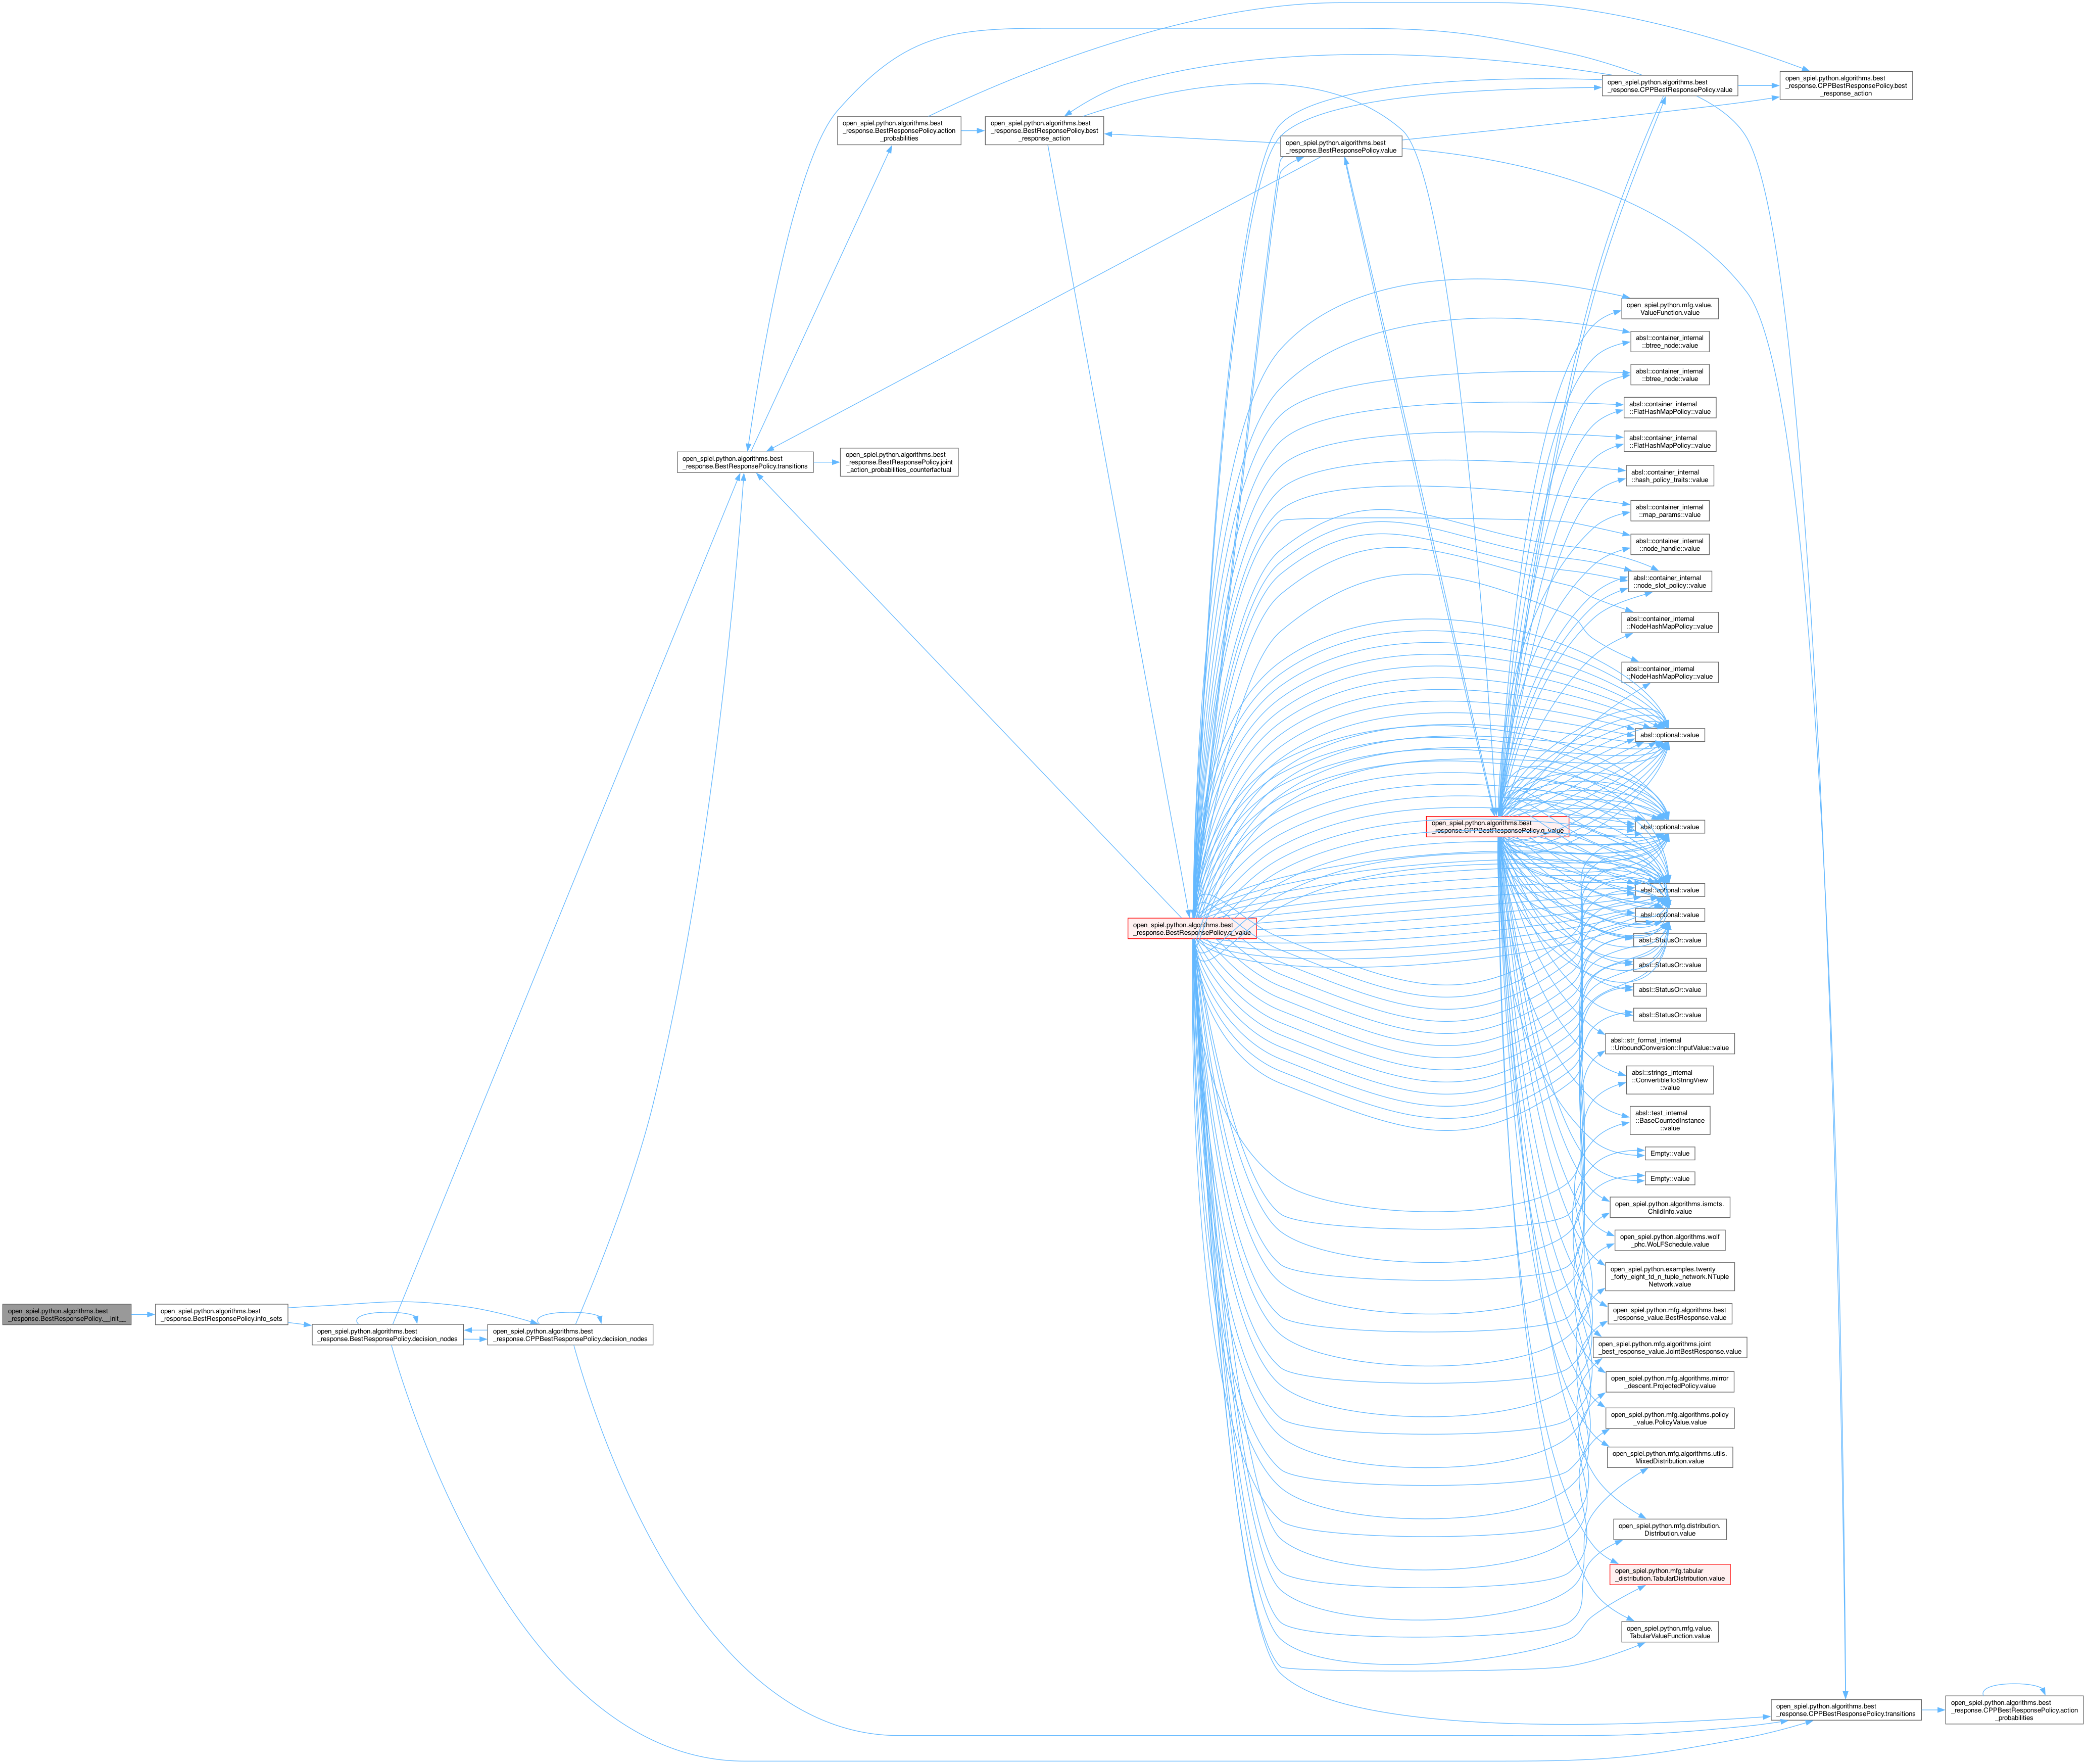 open_spiel.python.algorithms.best
_response.CPPBestResponsePolicy.value
open_spiel.python.algorithms.best
_response.CPPBestResponsePolicy.best
_response_action
open_spiel.python.algorithms.best
_response.BestResponsePolicy.action
_probabilities
open_spiel.python.algorithms.best
_response.BestResponsePolicy.best
_response_action
open_spiel.python.algorithms.best
_response.BestResponsePolicy.value
open_spiel.python.mfg.value.
ValueFunction.value
absl::container_internal
::btree_node::value
absl::container_internal
::btree_node::value
absl::container_internal
::FlatHashMapPolicy::value
absl::container_internal
::FlatHashMapPolicy::value
open_spiel.python.algorithms.best
_response.BestResponsePolicy.transitions
open_spiel.python.algorithms.best
_response.BestResponsePolicy.joint
_action_probabilities_counterfactual
absl::container_internal
::hash_policy_traits::value
absl::container_internal
::map_params::value
absl::container_internal
::node_handle::value
absl::container_internal
::node_slot_policy::value
absl::container_internal
::NodeHashMapPolicy::value
absl::container_internal
::NodeHashMapPolicy::value
absl::optional::value
open_spiel.python.algorithms.best
_response.CPPBestResponsePolicy.q_value
absl::optional::value
absl::optional::value
absl::optional::value
open_spiel.python.algorithms.best
_response.BestResponsePolicy.q_value
absl::StatusOr::value
absl::StatusOr::value
absl::StatusOr::value
absl::StatusOr::value
absl::str_format_internal
::UnboundConversion::InputValue::value
absl::strings_internal
::ConvertibleToStringView
::value
absl::test_internal
::BaseCountedInstance
::value
Empty::value
Empty::value
open_spiel.python.algorithms.ismcts.
ChildInfo.value
open_spiel.python.algorithms.wolf
_phc.WoLFSchedule.value
open_spiel.python.examples.twenty
_forty_eight_td_n_tuple_network.NTuple
Network.value
open_spiel.python.algorithms.best
_response.BestResponsePolicy.__init__
open_spiel.python.algorithms.best
_response.BestResponsePolicy.info_sets
open_spiel.python.algorithms.best
_response.BestResponsePolicy.decision_nodes
open_spiel.python.algorithms.best
_response.CPPBestResponsePolicy.decision_nodes
open_spiel.python.mfg.algorithms.best
_response_value.BestResponse.value
open_spiel.python.mfg.algorithms.joint
_best_response_value.JointBestResponse.value
open_spiel.python.mfg.algorithms.mirror
_descent.ProjectedPolicy.value
open_spiel.python.mfg.algorithms.policy
_value.PolicyValue.value
open_spiel.python.mfg.algorithms.utils.
MixedDistribution.value
open_spiel.python.mfg.distribution.
Distribution.value
open_spiel.python.mfg.tabular
_distribution.TabularDistribution.value
open_spiel.python.mfg.value.
TabularValueFunction.value
open_spiel.python.algorithms.best
_response.CPPBestResponsePolicy.transitions
open_spiel.python.algorithms.best
_response.CPPBestResponsePolicy.action
_probabilities